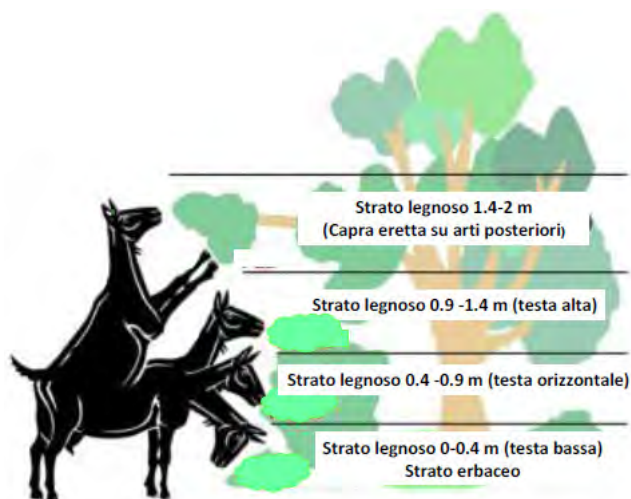 Strato legnoso 1.4-2 m
(Capra eretta su arti posteriori)
Strato legnoso 0.9 -1.4 m (testa alta)
Strato legnoso 0.4 -0.9 m (testa orizzontale)
Strato legnoso 0-0.4 m (testa bassa)
Strato erbaceo